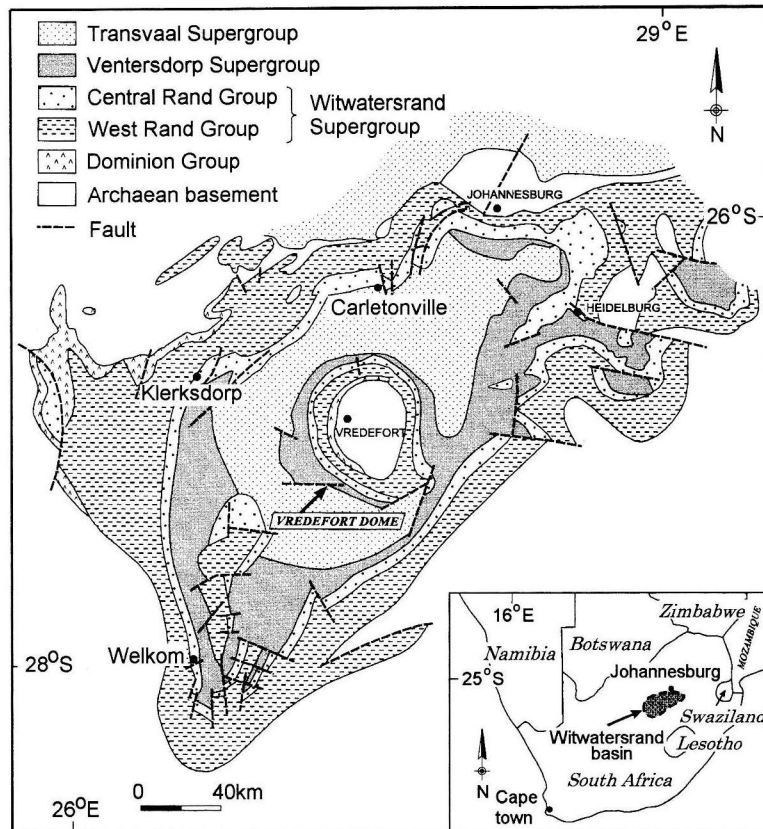 Transvaal Supergroup
Ventersdorp Supergroup
Central Rand Group
West Rand Group
Witwatersrand
Supergroup
Dominion Group
Archaean basement
Fault
29°E
N
JOHANNESBURG
26°S
Carletonville
HEIDELBURG
Klerksdorp
VREDEFORT
VREDEFORT DOME
Welkom
28°S
0 40km
26°E
16°E
Zimbabwe
Botswana
Namibia
MOZAMBIQUE
25°S
Johannesburg
Swaziland
Witwatersrand
basin
Lesotho
South Africa
N
Cape
town